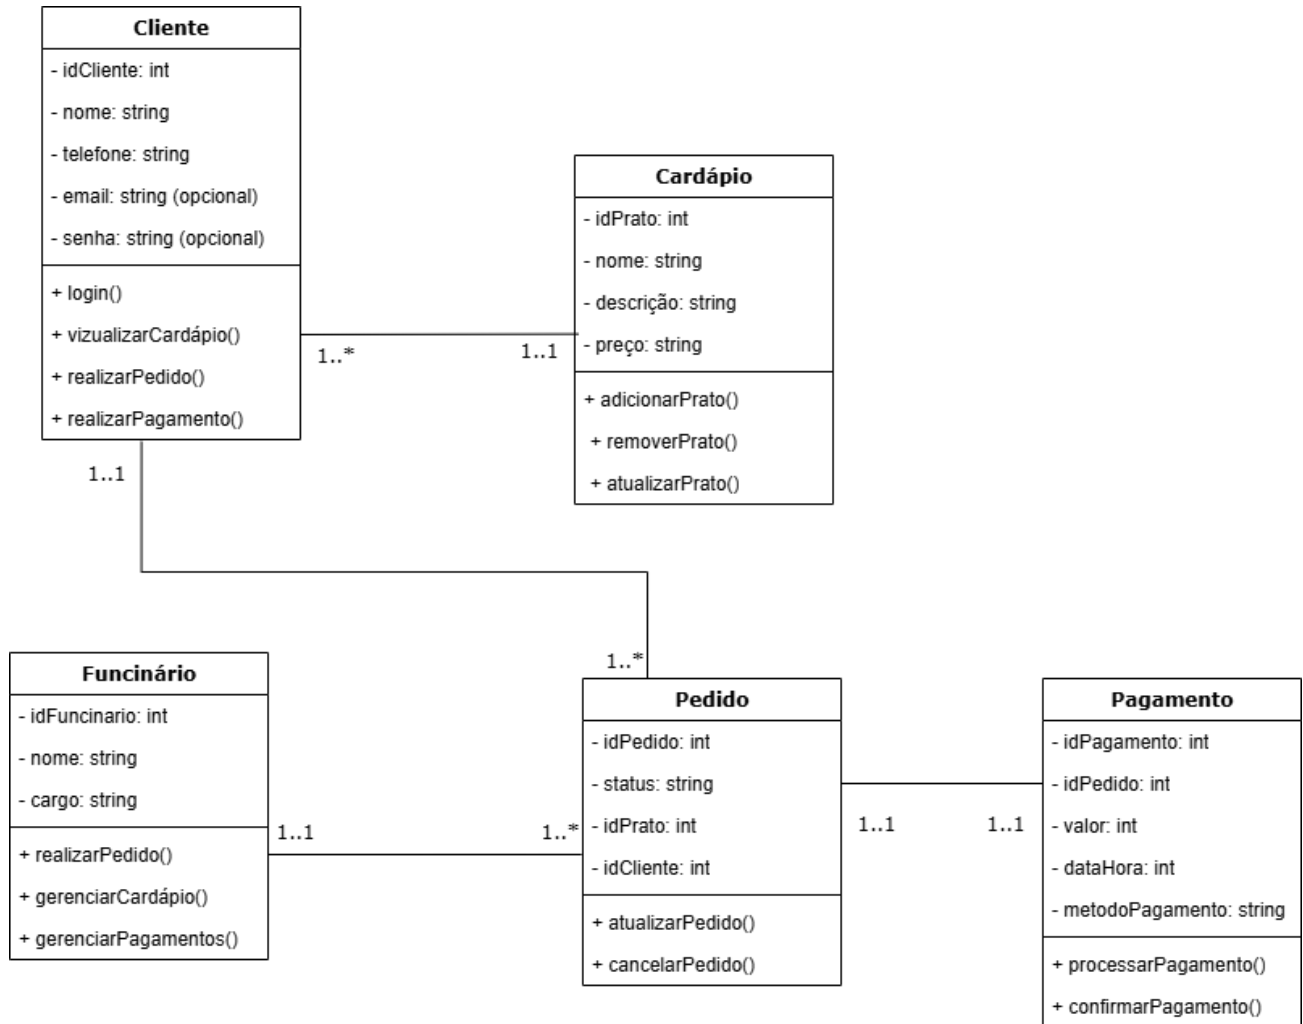 Cliente
- idCliente: int
- nome: string
- telefone: string
- email: string (opcional)
- senha: string (opcional)
+ login()
+ vizualizarCardápio()
+ realizarPedido()
+ realizarPagamento()
1..*
1..1
Cardápio
- idPrato: int
- nome: string
- descrição: string
- preço: string
+ adicionarPrato()
+ removerPrato()
+ atualizarPrato()
1..1
1..*
Funcinário
- idFuncinario: int
- nome: string
- cargo: string
+ realizarPedido()
+ gerenciarCardápio()
+ gerenciarPagamentos()
1..1
1..*
Pedido
- idPedido: int
- status: string
- idPrato: int
- idCliente: int
+ atualizarPedido()
+ cancelarPedido()
1..1
1..1
Pagamento
- idPagamento: int
- idPedido: int
- valor: int
- dataHora: int
- metodoPagamento: string
+ processarPagamento()
+ confirmarPagamento()